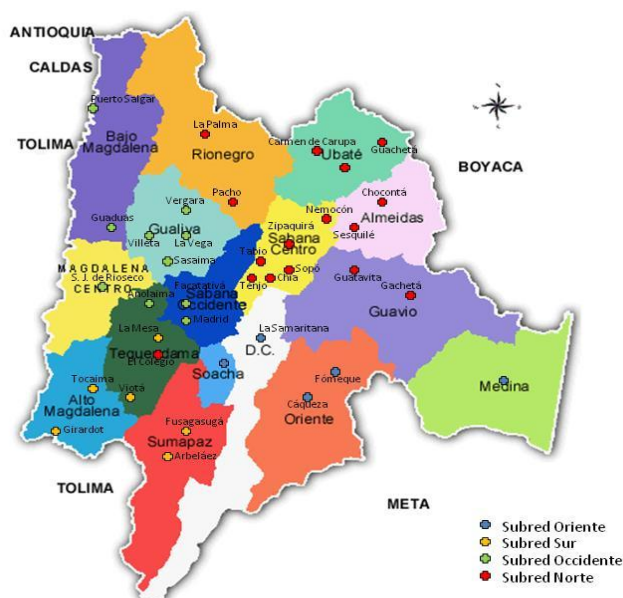 ANTIOQUIA
CALDAS
Puerto Salgar
La Palma
TOLIMA
Bajo
Magdalena
Rionegro
Carmen de Carupa
Guachetá
Ubaté
BOYACA
Pacho
Vergara
Chocontá
Nemocón
Almeidas
Guaduas
Gualiva
Villeta
La Vega
Zipaquirá
Sabana
Centro
Sesquilé
Sasaima
Tabio
Sopó
Guatavita
MAGDALENA
S. J. de Rioseco
CENTRO
Tenjo
Chía
Gachetá
Facatativá
Sabana
Occidente
Anolaima
Guavio
Madrid
La Mesa
La Samaritana
D.C.
Tequendama
El Colegio
Soacha
Fómeque
Medina
Tocaima
Viotá
Alto
Magdalena
Cáqueza
Oriente
Girardot
Fusagasugá
Sumapaz
Arbeláez
TOLIMA
META
Subred Oriente
Subred Sur
Subred Occidente
Subred Norte